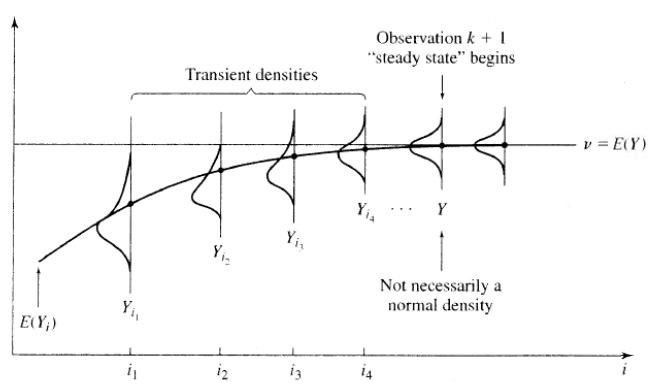 Observation k + 1
“steady state” begins
Transient densities
ν = E(Y)
Y_{i_1}
Y_{i_2}
Y_{i_3}
Y_{i_4} · · · Y
Not necessarily a
normal density
E(Y_i)
i_1 i_2 i_3 i_4 i